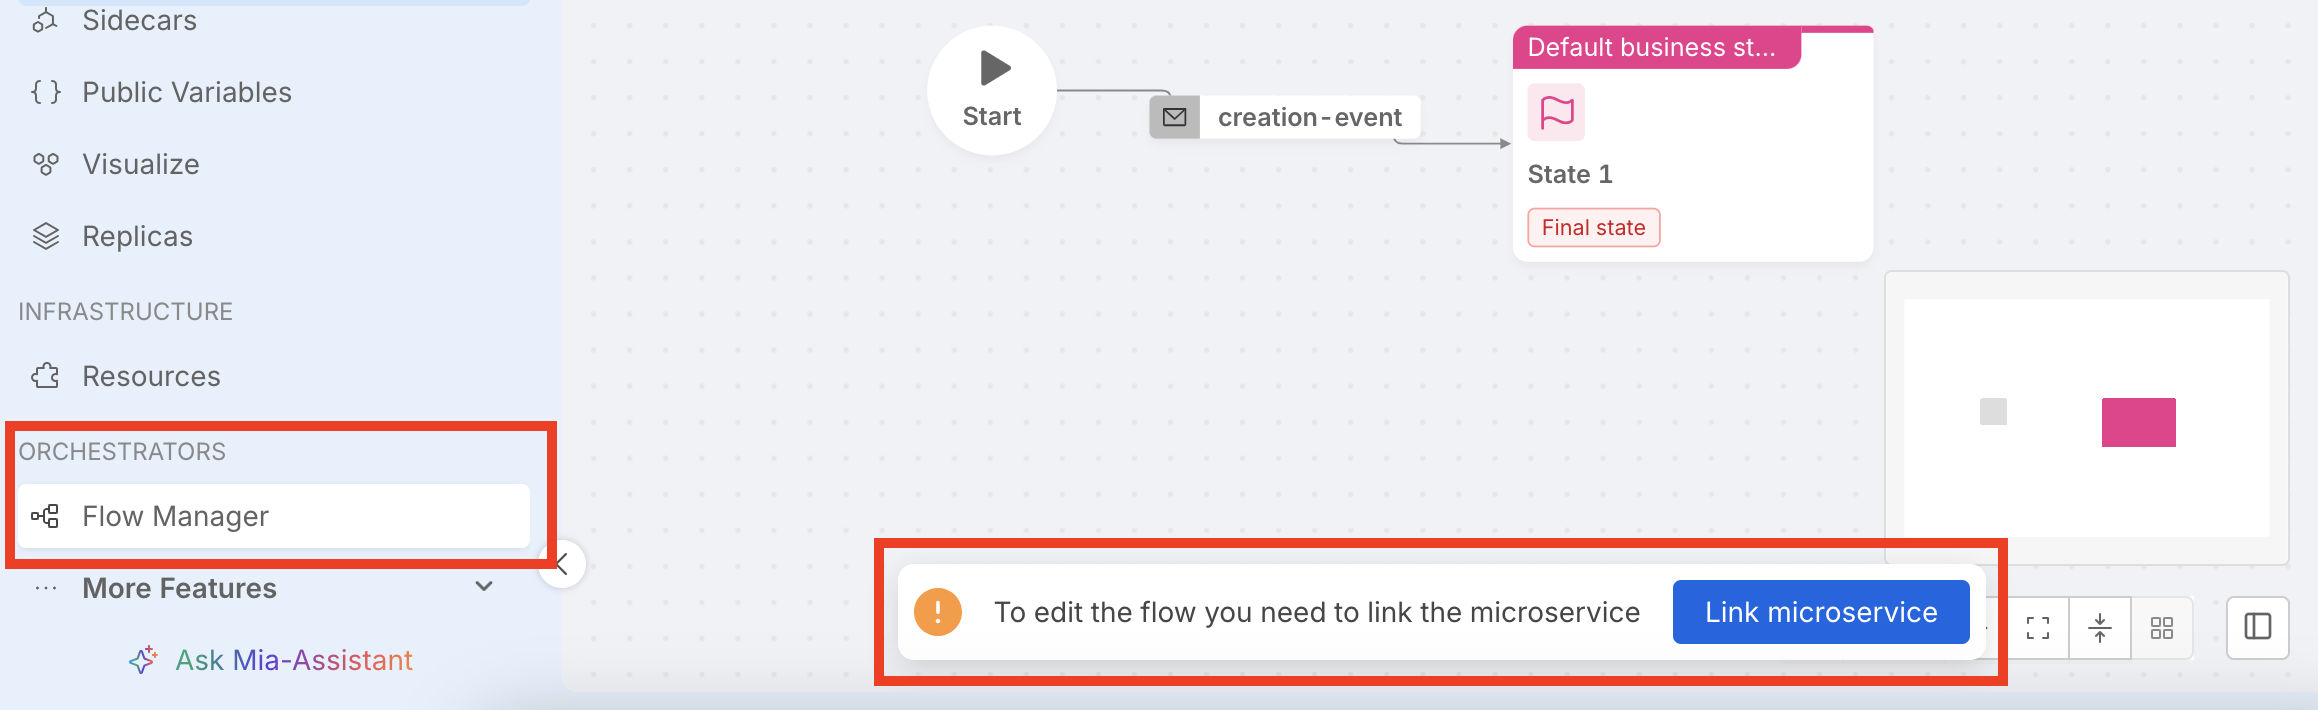 Sidecars
Public Variables
Visualize
Replicas
INFRASTRUCTURE
Resources
ORCHESTRATORS
Flow Manager
More Features
Ask Mia-Assistant
Start
creation-event
Default business st...
State 1
Final state
To edit the flow you need to link the microservice
Link microservice